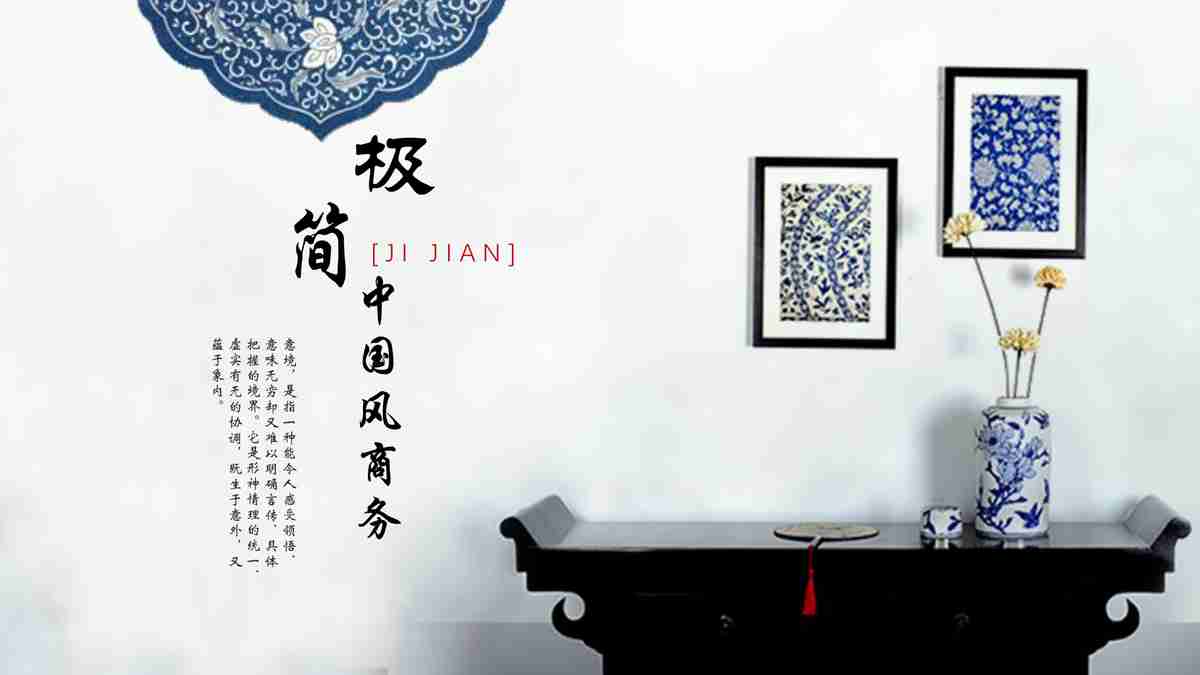 极
简
[JI JIAN]
中国风商务
意境，是指一种能令人感受领悟、
意味无穷却又难以明确言传、具体
把握的境界。它是形神情理的统一、
虚实有无的协调，既生于意外，又
蕴于象内。